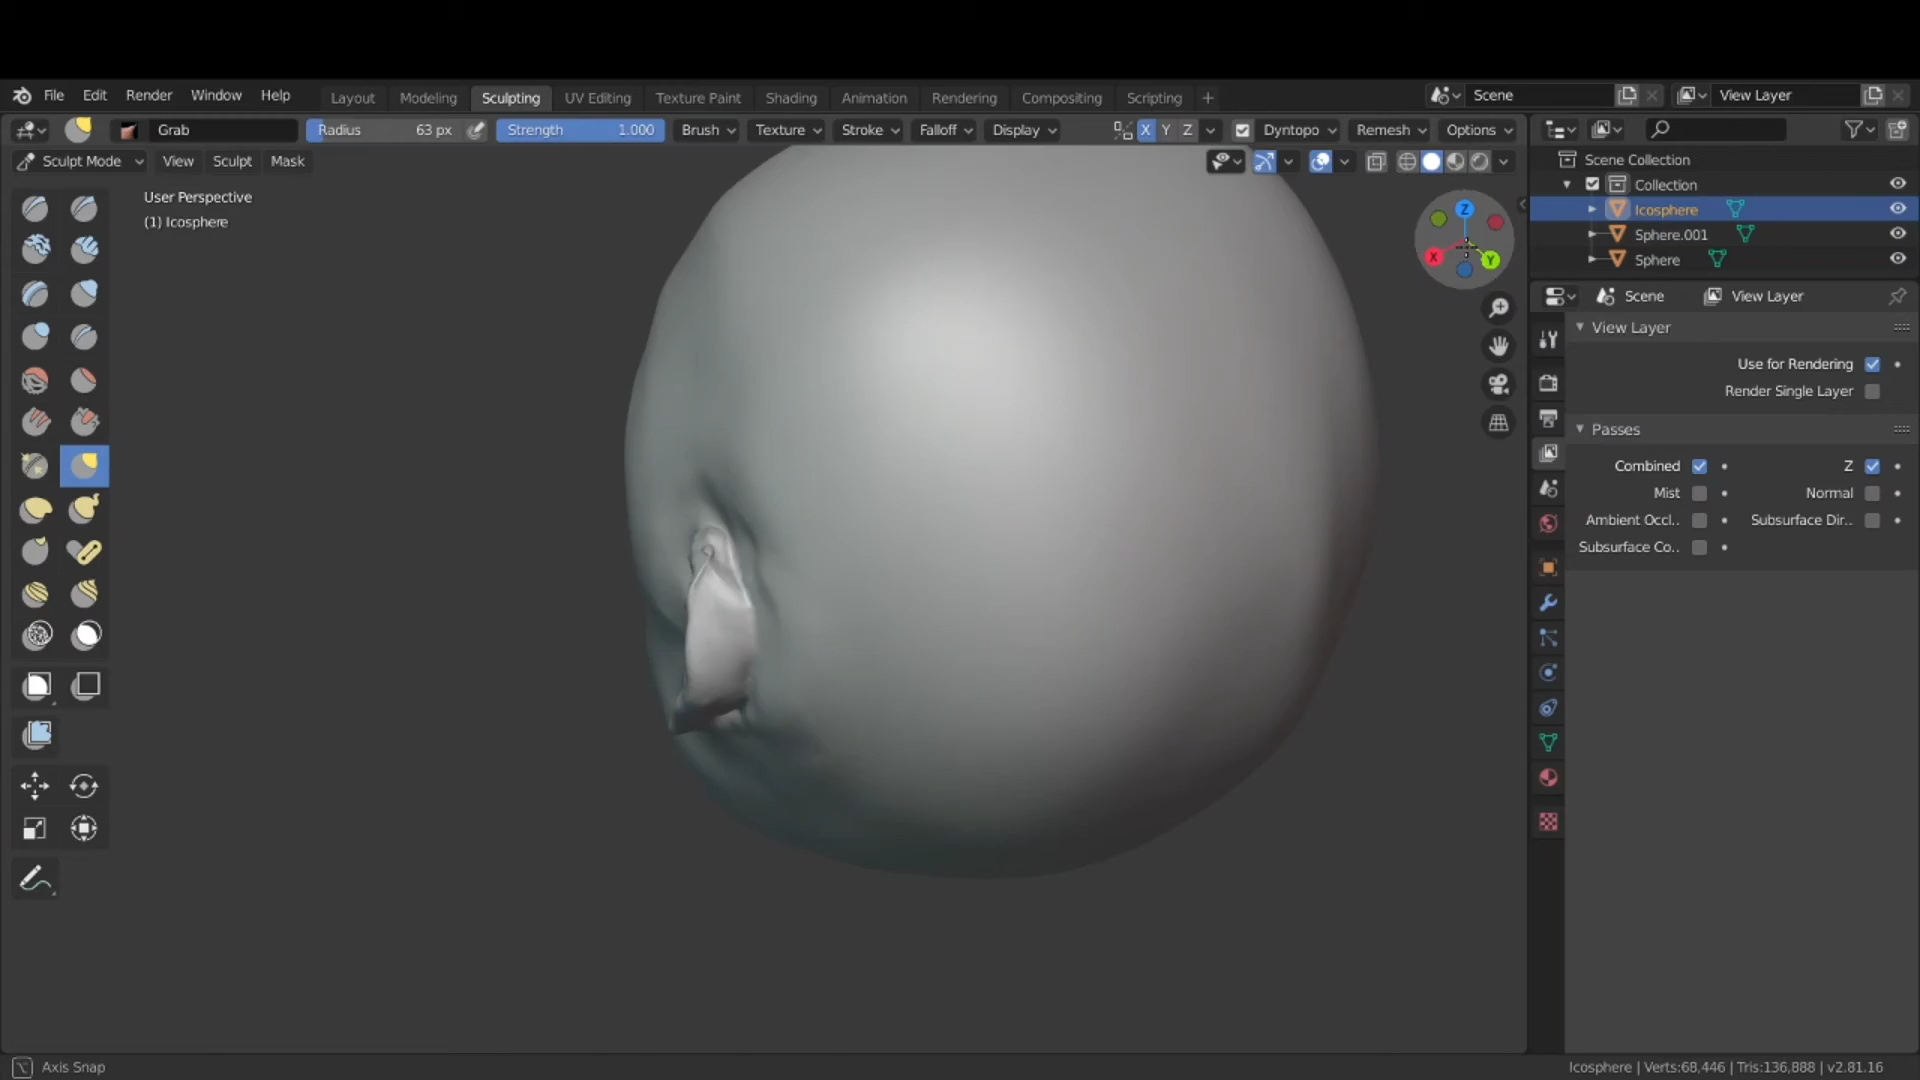 File Edit Render Window Help Layout Modeling Sculpting UV Editing Texture Paint Shading Animation Rendering Compositing Scripting + Scene View Layer
Grab Radius 63 px Strength 1.000 Brush Texture Stroke Falloff Display X Y Z Dyntopo Remesh Options
Sculpt Mode View Sculpt Mask
User Perspective
(1) Icosphere
Z
X
Y
Scene Collection
Collection
Icosphere
Sphere.001
Sphere
Scene View Layer
View Layer
Use for Rendering
Render Single Layer
Passes
Combined Z
Mist Normal
Ambient Occl.. Subsurface Dir..
Subsurface Co..
Axis Snap Icosphere | Verts:68,446 | Tris:136,888 | v2.81.16